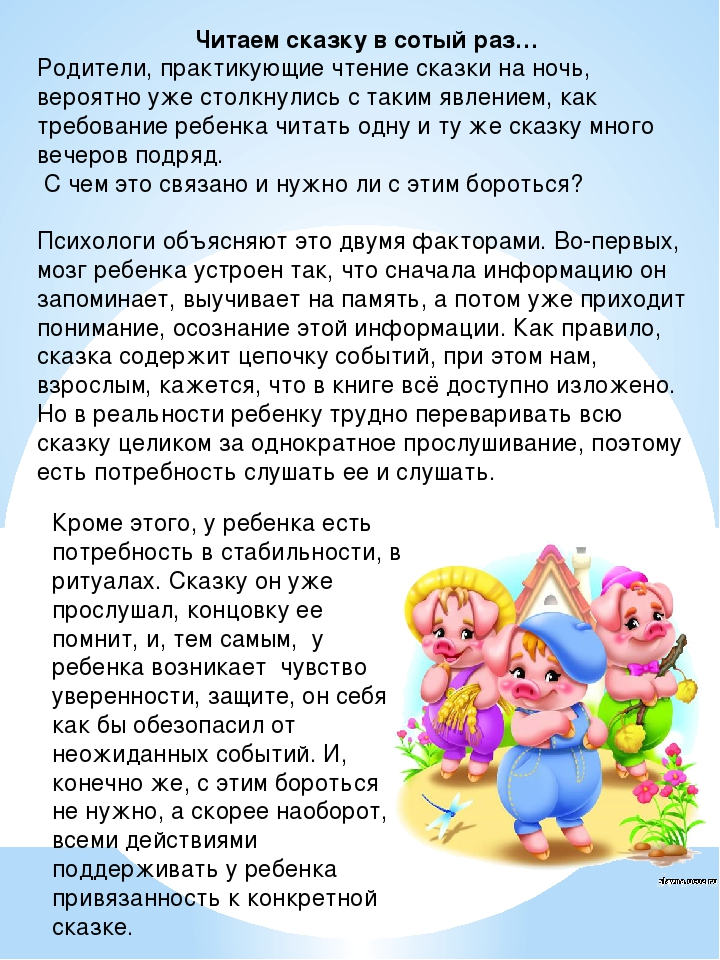 Читаем сказку в сотый раз...
Родители, практикующие чтение сказки на ночь,
вероятно уже столкнулись с таким явлением, как
требование ребенка читать одну и ту же сказку много
вечеров подряд.
С чем это связано и нужно ли с этим бороться?
Психологи объясняют это двумя факторами. Во-первых,
мозг ребенка устроен так, что сначала информацию он
запоминает, выучивает на память, а потом уже приходит
понимание, осознание этой информации. Как правило,
сказка содержит цепочку событий, при этом нам,
взрослым, кажется, что в книге всё доступно изложено.
Но в реальности ребенку трудно переваривать всю
сказку целиком за однократное прослушивание, поэтому
есть потребность слушать ее и слушать.
Кроме этого, у ребенка есть
потребность в стабильности, в
ритуалах. Сказку он уже
прослушал, концовку ее
помнит, и, тем самым,  у
ребенка возникает  чувство
уверенности, защите, он себя
как бы обезопасил от
неожиданных событий. И,
конечно же, с этим бороться
не нужно, а скорее наоборот,
всеми действиями
поддерживать у ребенка
привязанность к конкретной
сказке.